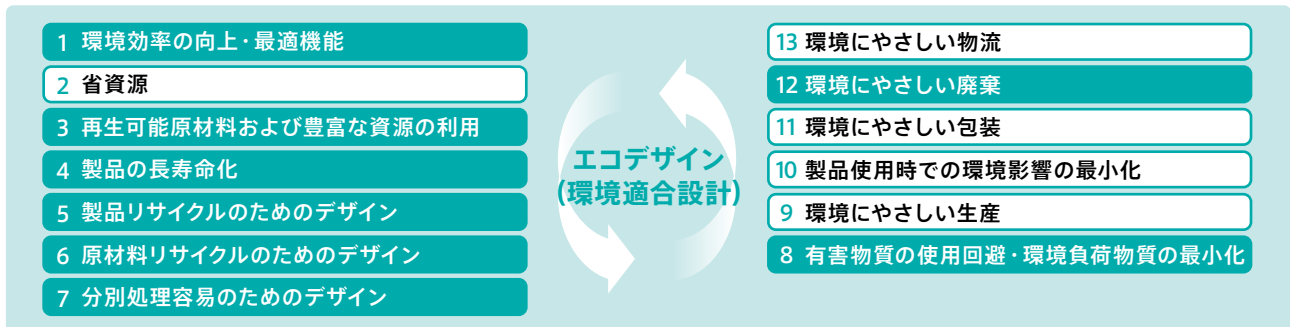 1 環境効率の向上・最適機能
2 省資源
3 再生可能原材料および豊富な資源の利用
4 製品の長寿命化
5 製品リサイクルのためのデザイン
6 原材料リサイクルのためのデザイン
7 分別処理容易のためのデザイン
エコデザイン
(環境適合設計)
13 環境にやさしい物流
12 環境にやさしい廃棄
11 環境にやさしい包装
10 製品使用時での環境影響の最小化
9 環境にやさしい生産
8 有害物質の使用回避・環境負荷物質の最小化